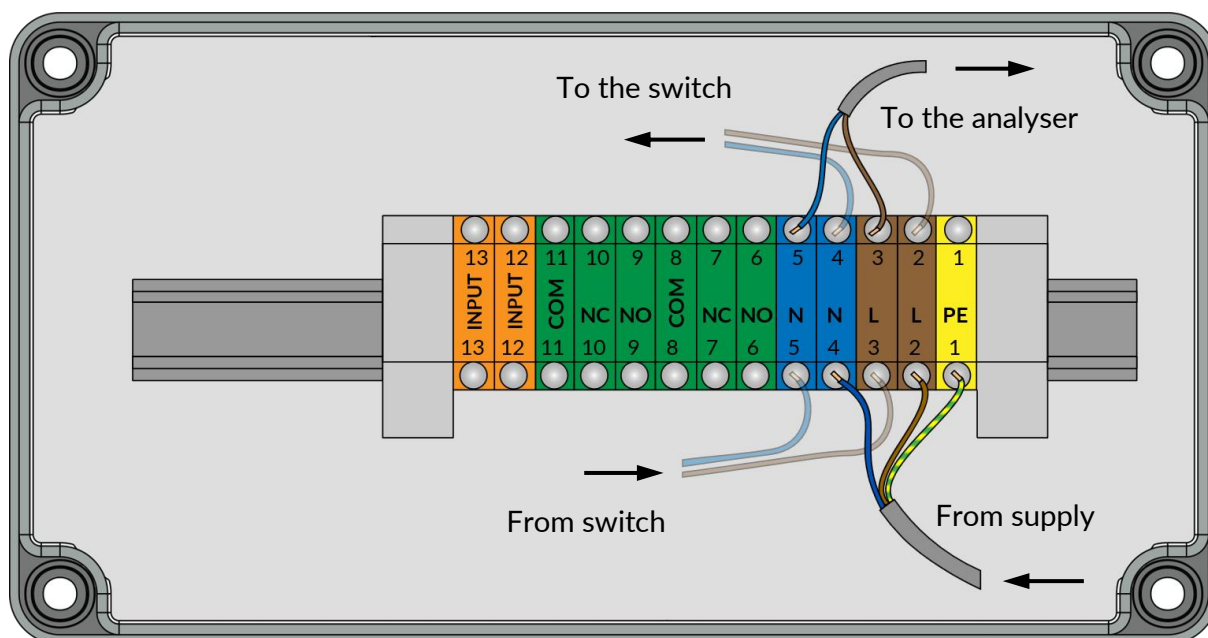 To the switch
To the analyser
13 12 11 10 9 8 7 6 5 4 3 2 1
INPUT INPUT COM NC NO COM NC NO N N L L PE
13 12 11 10 9 8 7 6 5 4 3 2 1
From switch
From supply